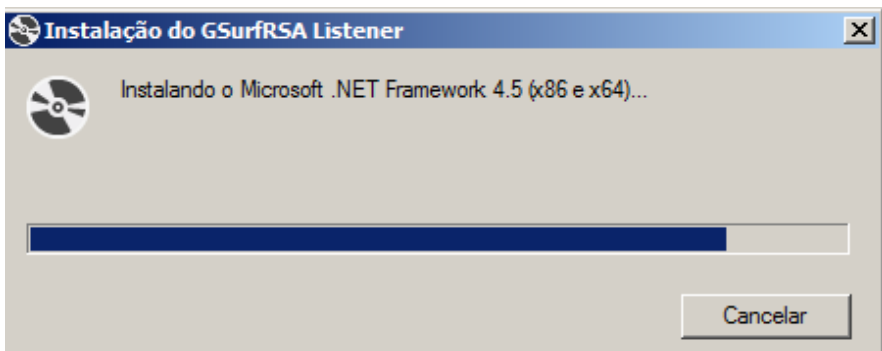 Instalação do GSurfRSA Listener
Instalando o Microsoft .NET Framework 4.5 (x86 e x64)...
Cancelar